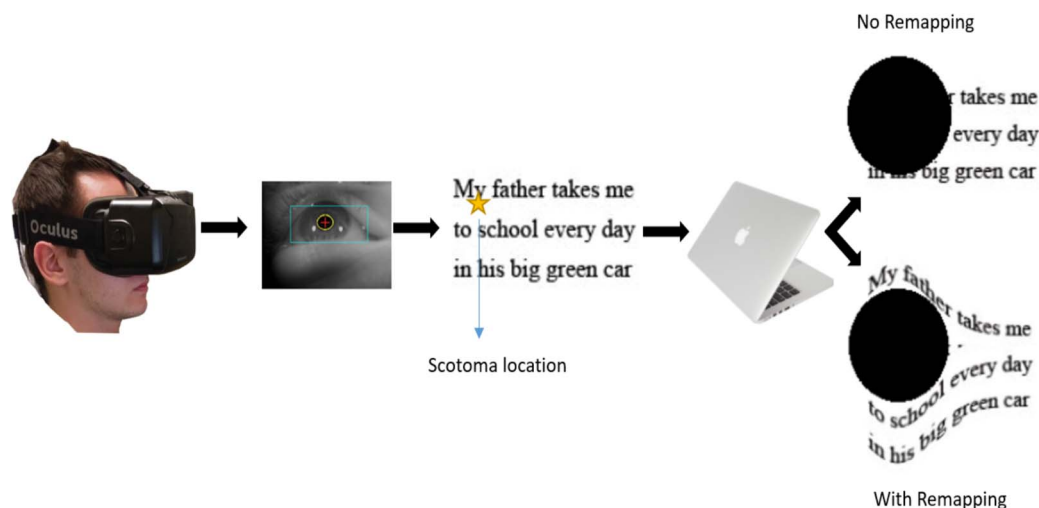 No Remapping
Oculus
My father takes me
to school every day
in his big green car
Scotoma location
r takes me
every day
in his big green car
My father takes me
to school every day
in his big green car
With Remapping